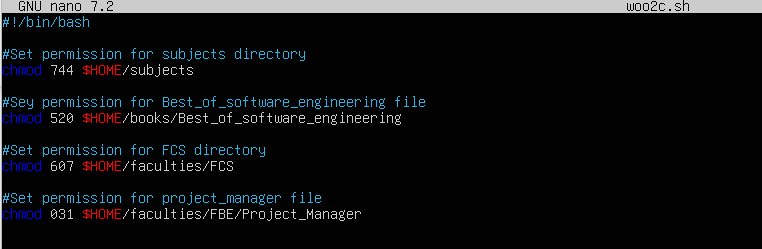 GNU nano 7.2 woo2c.sh
#!/bin/bash
#Set permission for subjects directory
chmod 744 $HOME/subjects
#Sey permission for Best_of_software_engineering file
chmod 520 $HOME/books/Best_of_software_engineering
#Set permission for FCS directory
chmod 607 $HOME/faculties/FCS
#Set permission for project_manager file
chmod 031 $HOME/faculties/FBE/Project_Manager